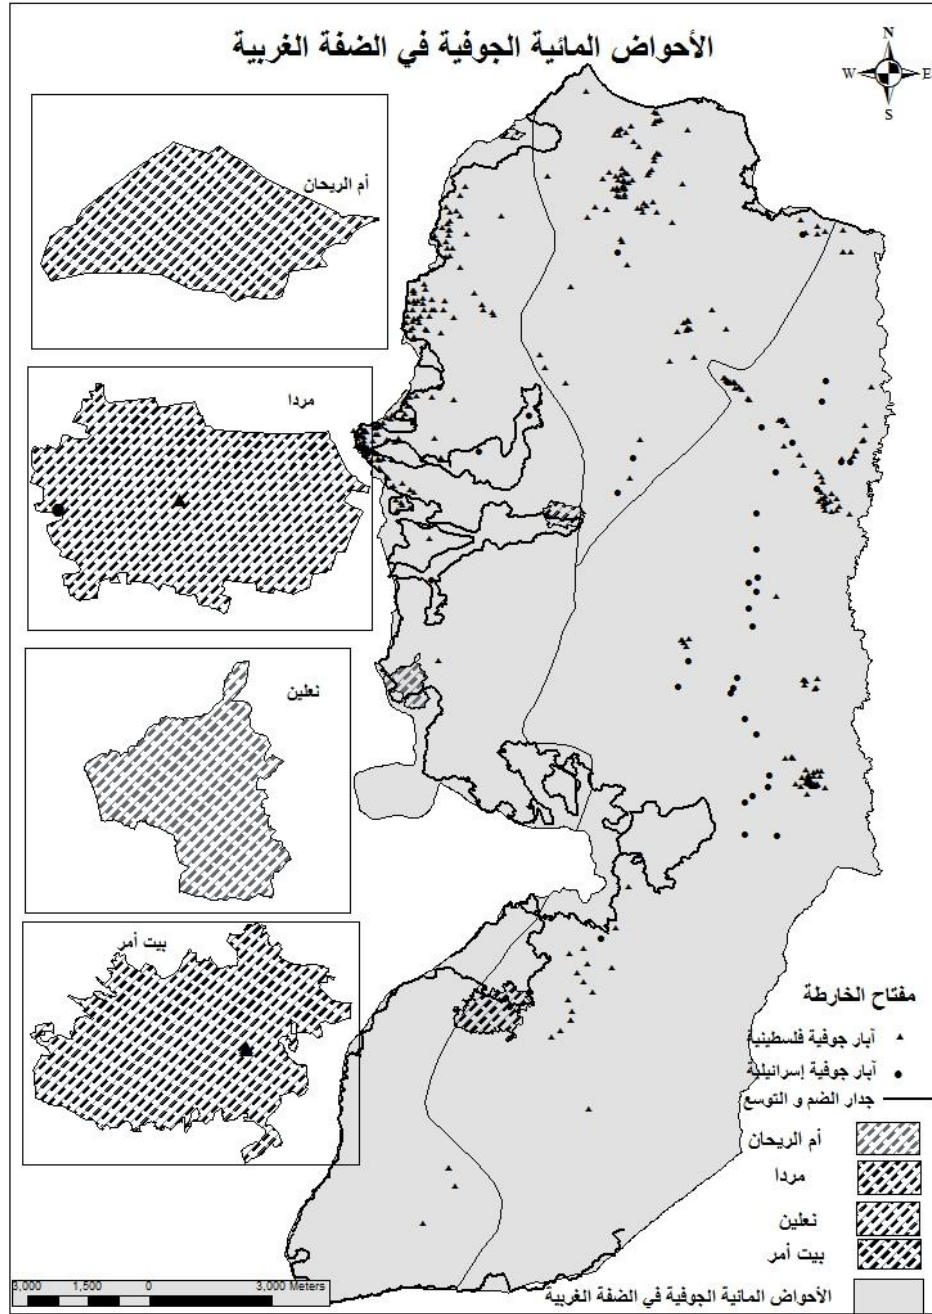 الأحواض المائية الجوفية في الضفة الغربية
N
W E
S
أم الريحان
مردا
نعلين
بيت أمر
مفتاح الخارطة
آبار جوفية فلسطينية
آبار جوفية إسرائيلية
جدار الضم و التوسع
أم الريحان
مردا
نعلين
بيت أمر
الأحواض المائية الجوفية في الضفة الغربية
3,000 1,500 0 3,000 Meters